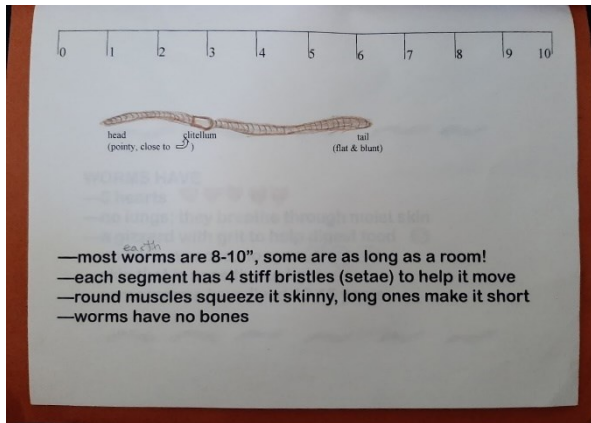 0 1 2 3 4 5 6 7 8 9 10
head clitellum tail
(pointy, close to ) (flat & blunt)
WORMS HAVE
earth
—most worms are 8-10”, some are as long as a room!
—each segment has 4 stiff bristles (setae) to help it move
—round muscles squeeze it skinny, long ones make it short
—worms have no bones